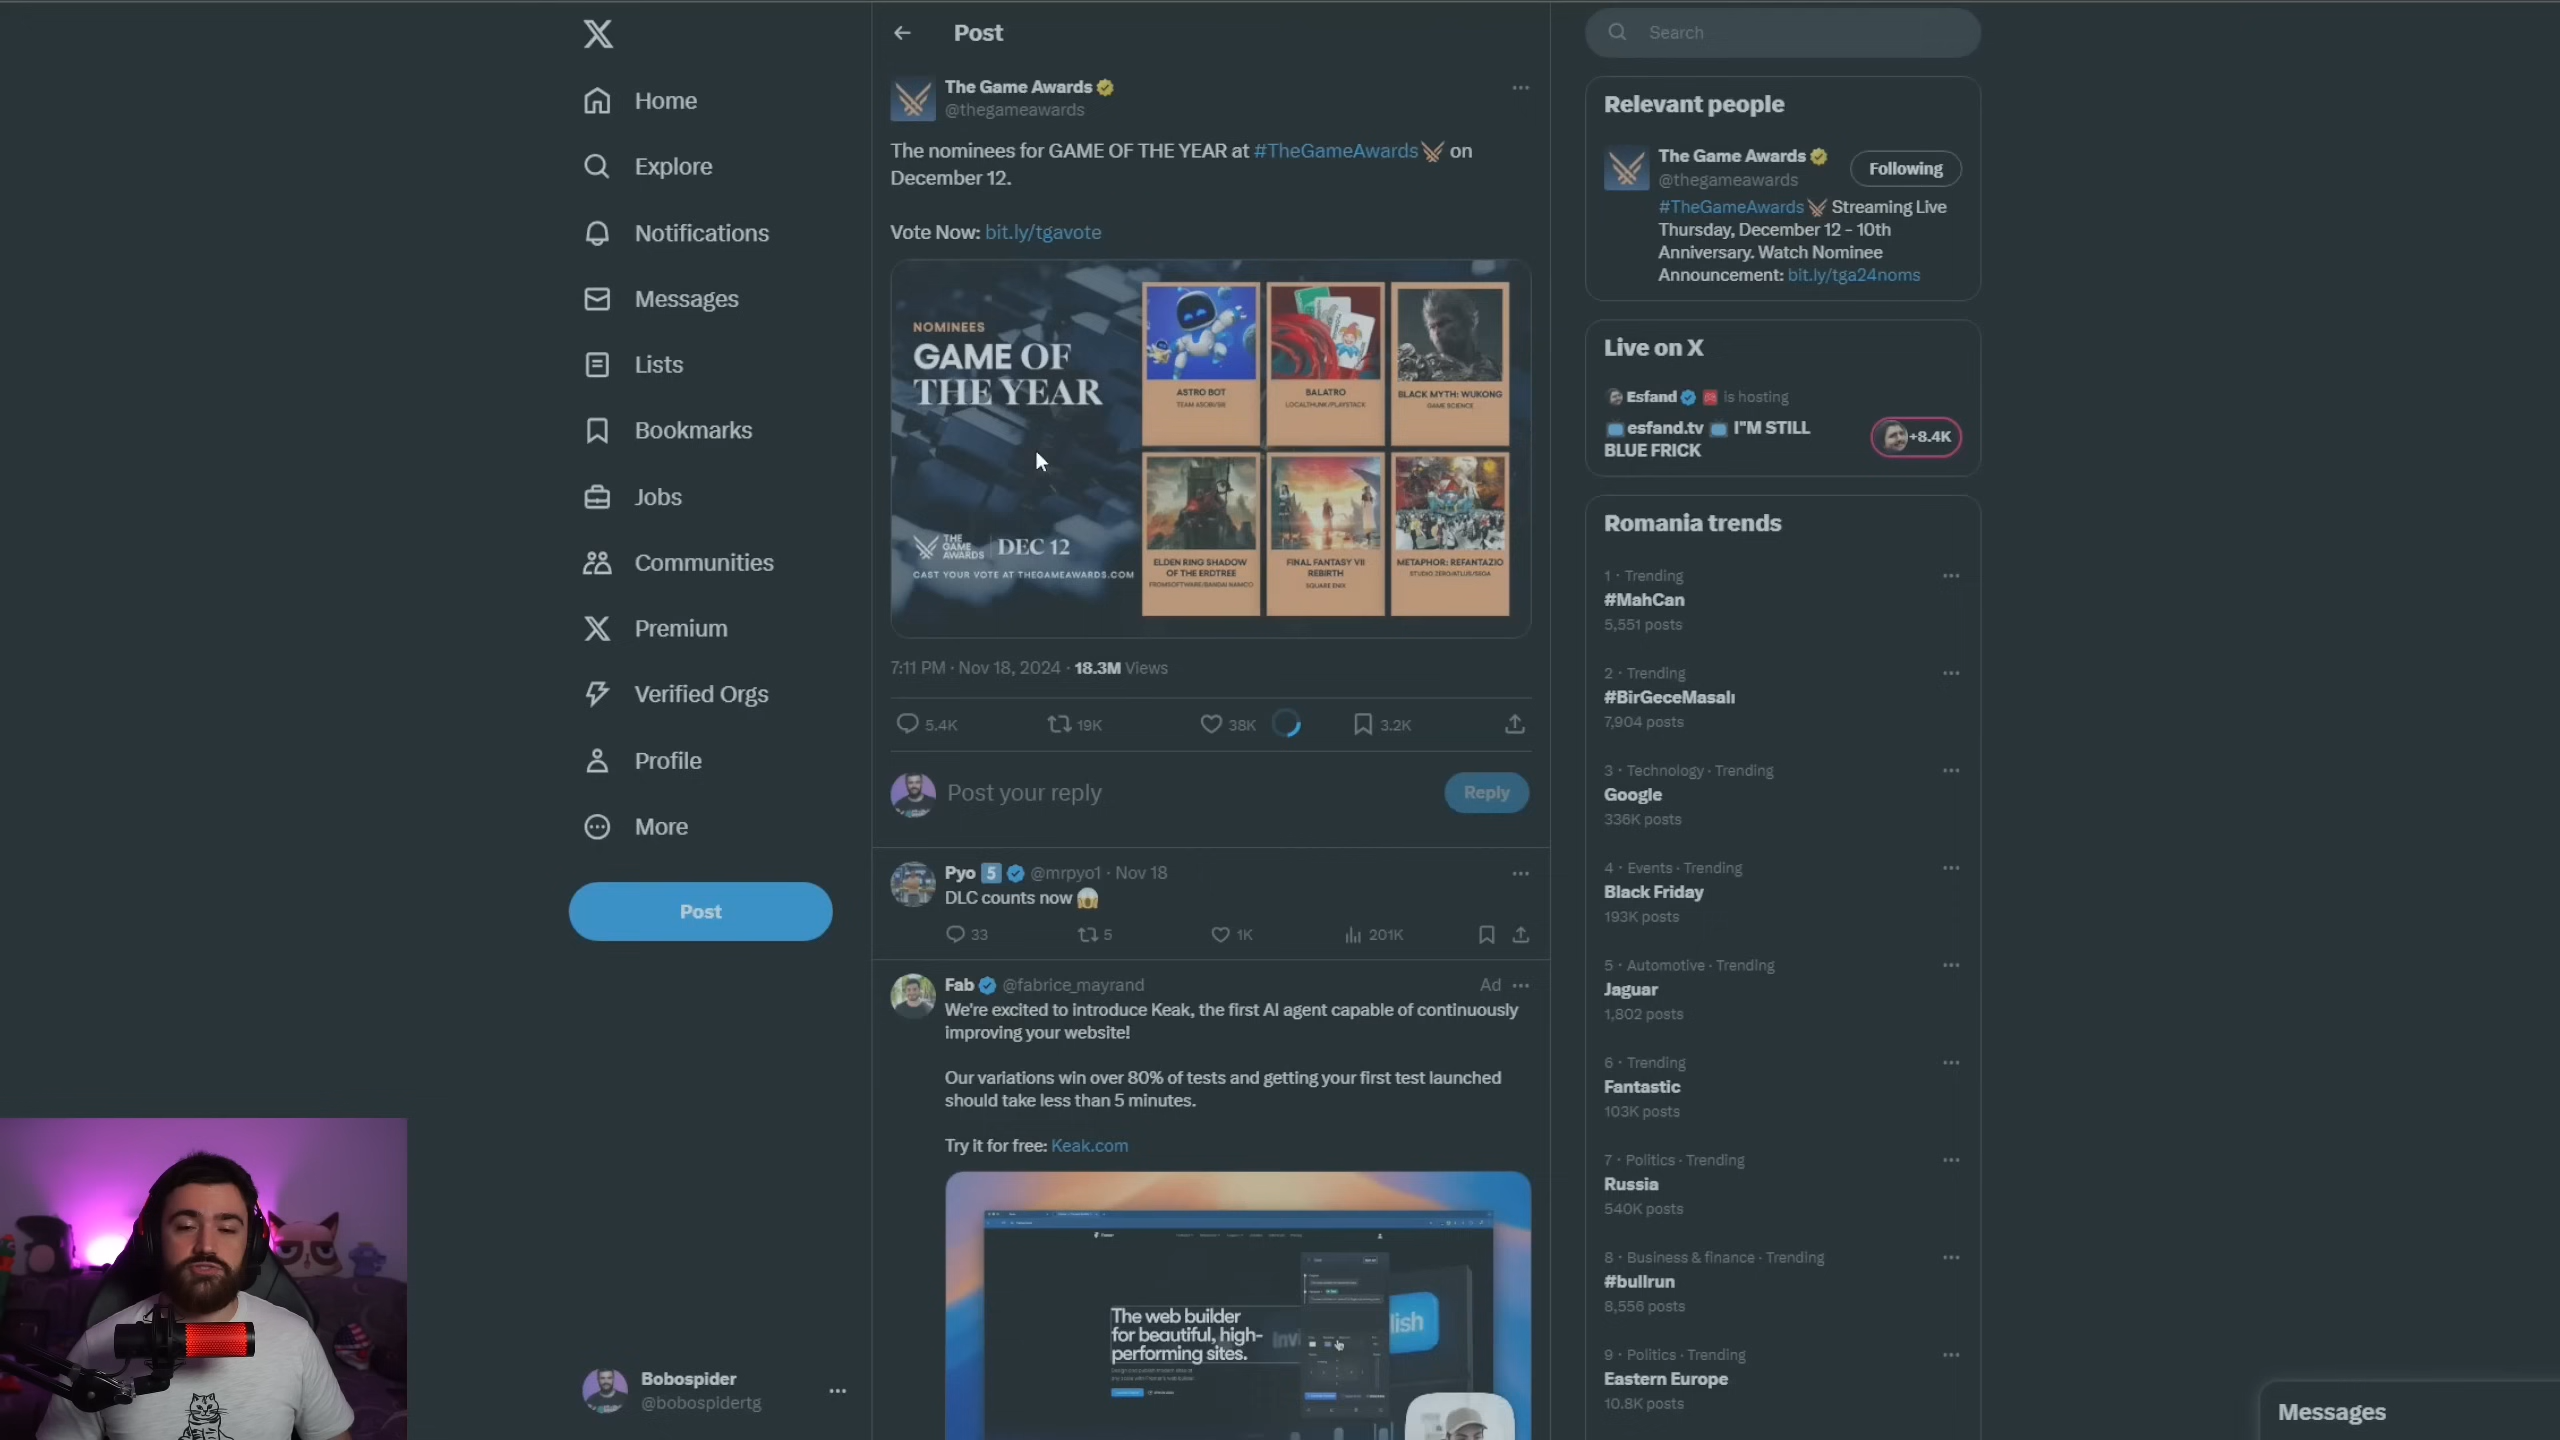 Home
Explore
Notifications
Messages
Lists
Bookmarks
Jobs
Communities
Premium
Verified Orgs
Profile
More
Post
Bobospider
@bobospidertg
Post
The Game Awards
@thegameawards
The nominees for GAME OF THE YEAR at #TheGameAwards on
December 12.
Vote Now: bit.ly/tgavote
NOMINEES
GAME OF
THE YEAR
THE
GAME
AWARDS
DEC 12
CAST YOUR VOTE AT THEGAMEAWARDS.COM
ASTRO BOT
TEAM ASOBI/SIE
BALATRO
LOCALTHUNK/PLAYSTACK
BLACK MYTH: WUKONG
GAME SCIENCE
ELDEN RING SHADOW
OF THE ERDTREE
FROMSOFTWARE/BANDAI NAMCO
FINAL FANTASY VII
REBIRTH
SQUARE ENIX
METAPHOR: REFANTAZIO
STUDIO ZERO/ATLUS/SEGA
7:11 PM · Nov 18, 2024 · 18.3M Views
5.4K 19K 38K 3.2K
Post your reply
Reply
Pyo 5 @mrpyo1 · Nov 18
DLC counts now
33 5 1K 201K
Fab @fabrice_mayrand Ad
We're excited to introduce Keak, the first AI agent capable of continuously
improving your website!
Our variations win over 80% of tests and getting your first test launched
should take less than 5 minutes.
Try it for free: Keak.com
The web builder
for beautiful, high-
performing sites.
Search
Relevant people
The Game Awards
@thegameawards
Following
#TheGameAwards Streaming Live
Thursday, December 12 - 10th
Anniversary. Watch Nominee
Announcement: bit.ly/tga24noms
Live on X
Esfand is hosting
esfand.tv I"M STILL
BLUE FRICK
+8.4K
Romania trends
1 · Trending
#MahCan
5,551 posts
2 · Trending
#BirGeceMasalı
7,904 posts
3 · Technology · Trending
Google
336K posts
4 · Events · Trending
Black Friday
193K posts
5 · Automotive · Trending
Jaguar
1,802 posts
6 · Trending
Fantastic
103K posts
7 · Politics · Trending
Russia
540K posts
8 · Business & finance · Trending
#bullrun
8,556 posts
9 · Politics · Trending
Eastern Europe
10.8K posts
Messages